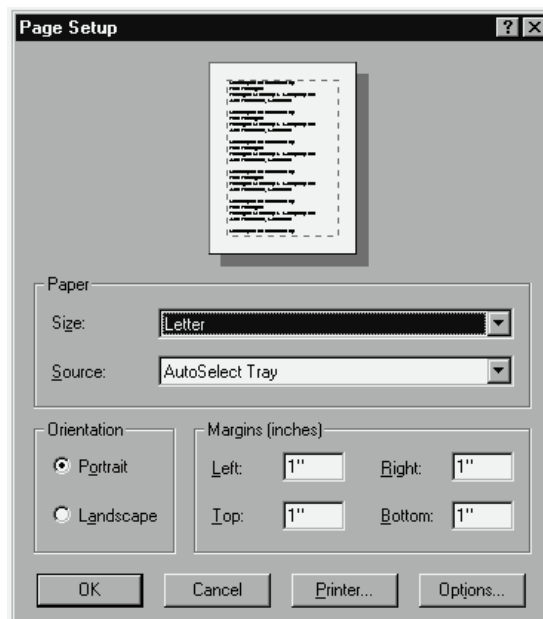 Page Setup
Paper
Size: Letter
Source: AutoSelect Tray
Orientation
Portrait
Landscape
Margins (inches)
Left: 1" Right: 1"
Top: 1" Bottom: 1"
OK Cancel Printer... Options...